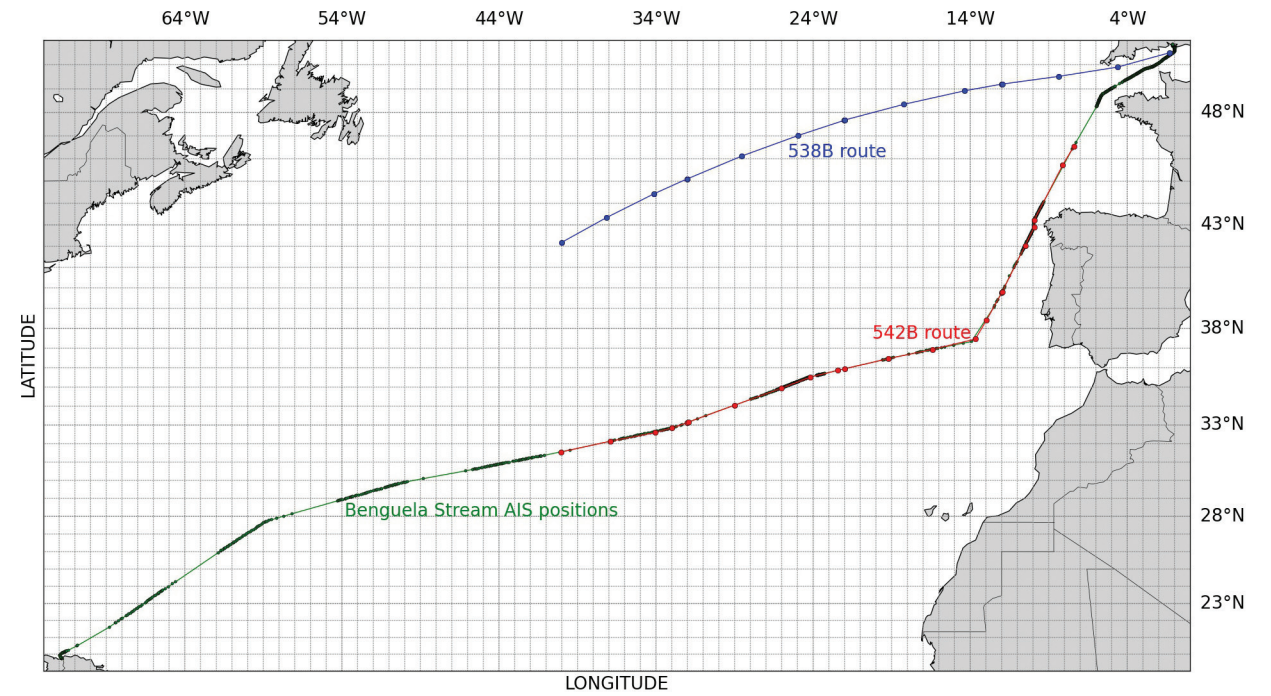 64°W 54°W 44°W 34°W 24°W 14°W 4°W
48°N
538B route
43°N
38°N
542B route
LATITUDE
33°N
28°N
Benguela Stream AIS positions
23°N
LONGITUDE